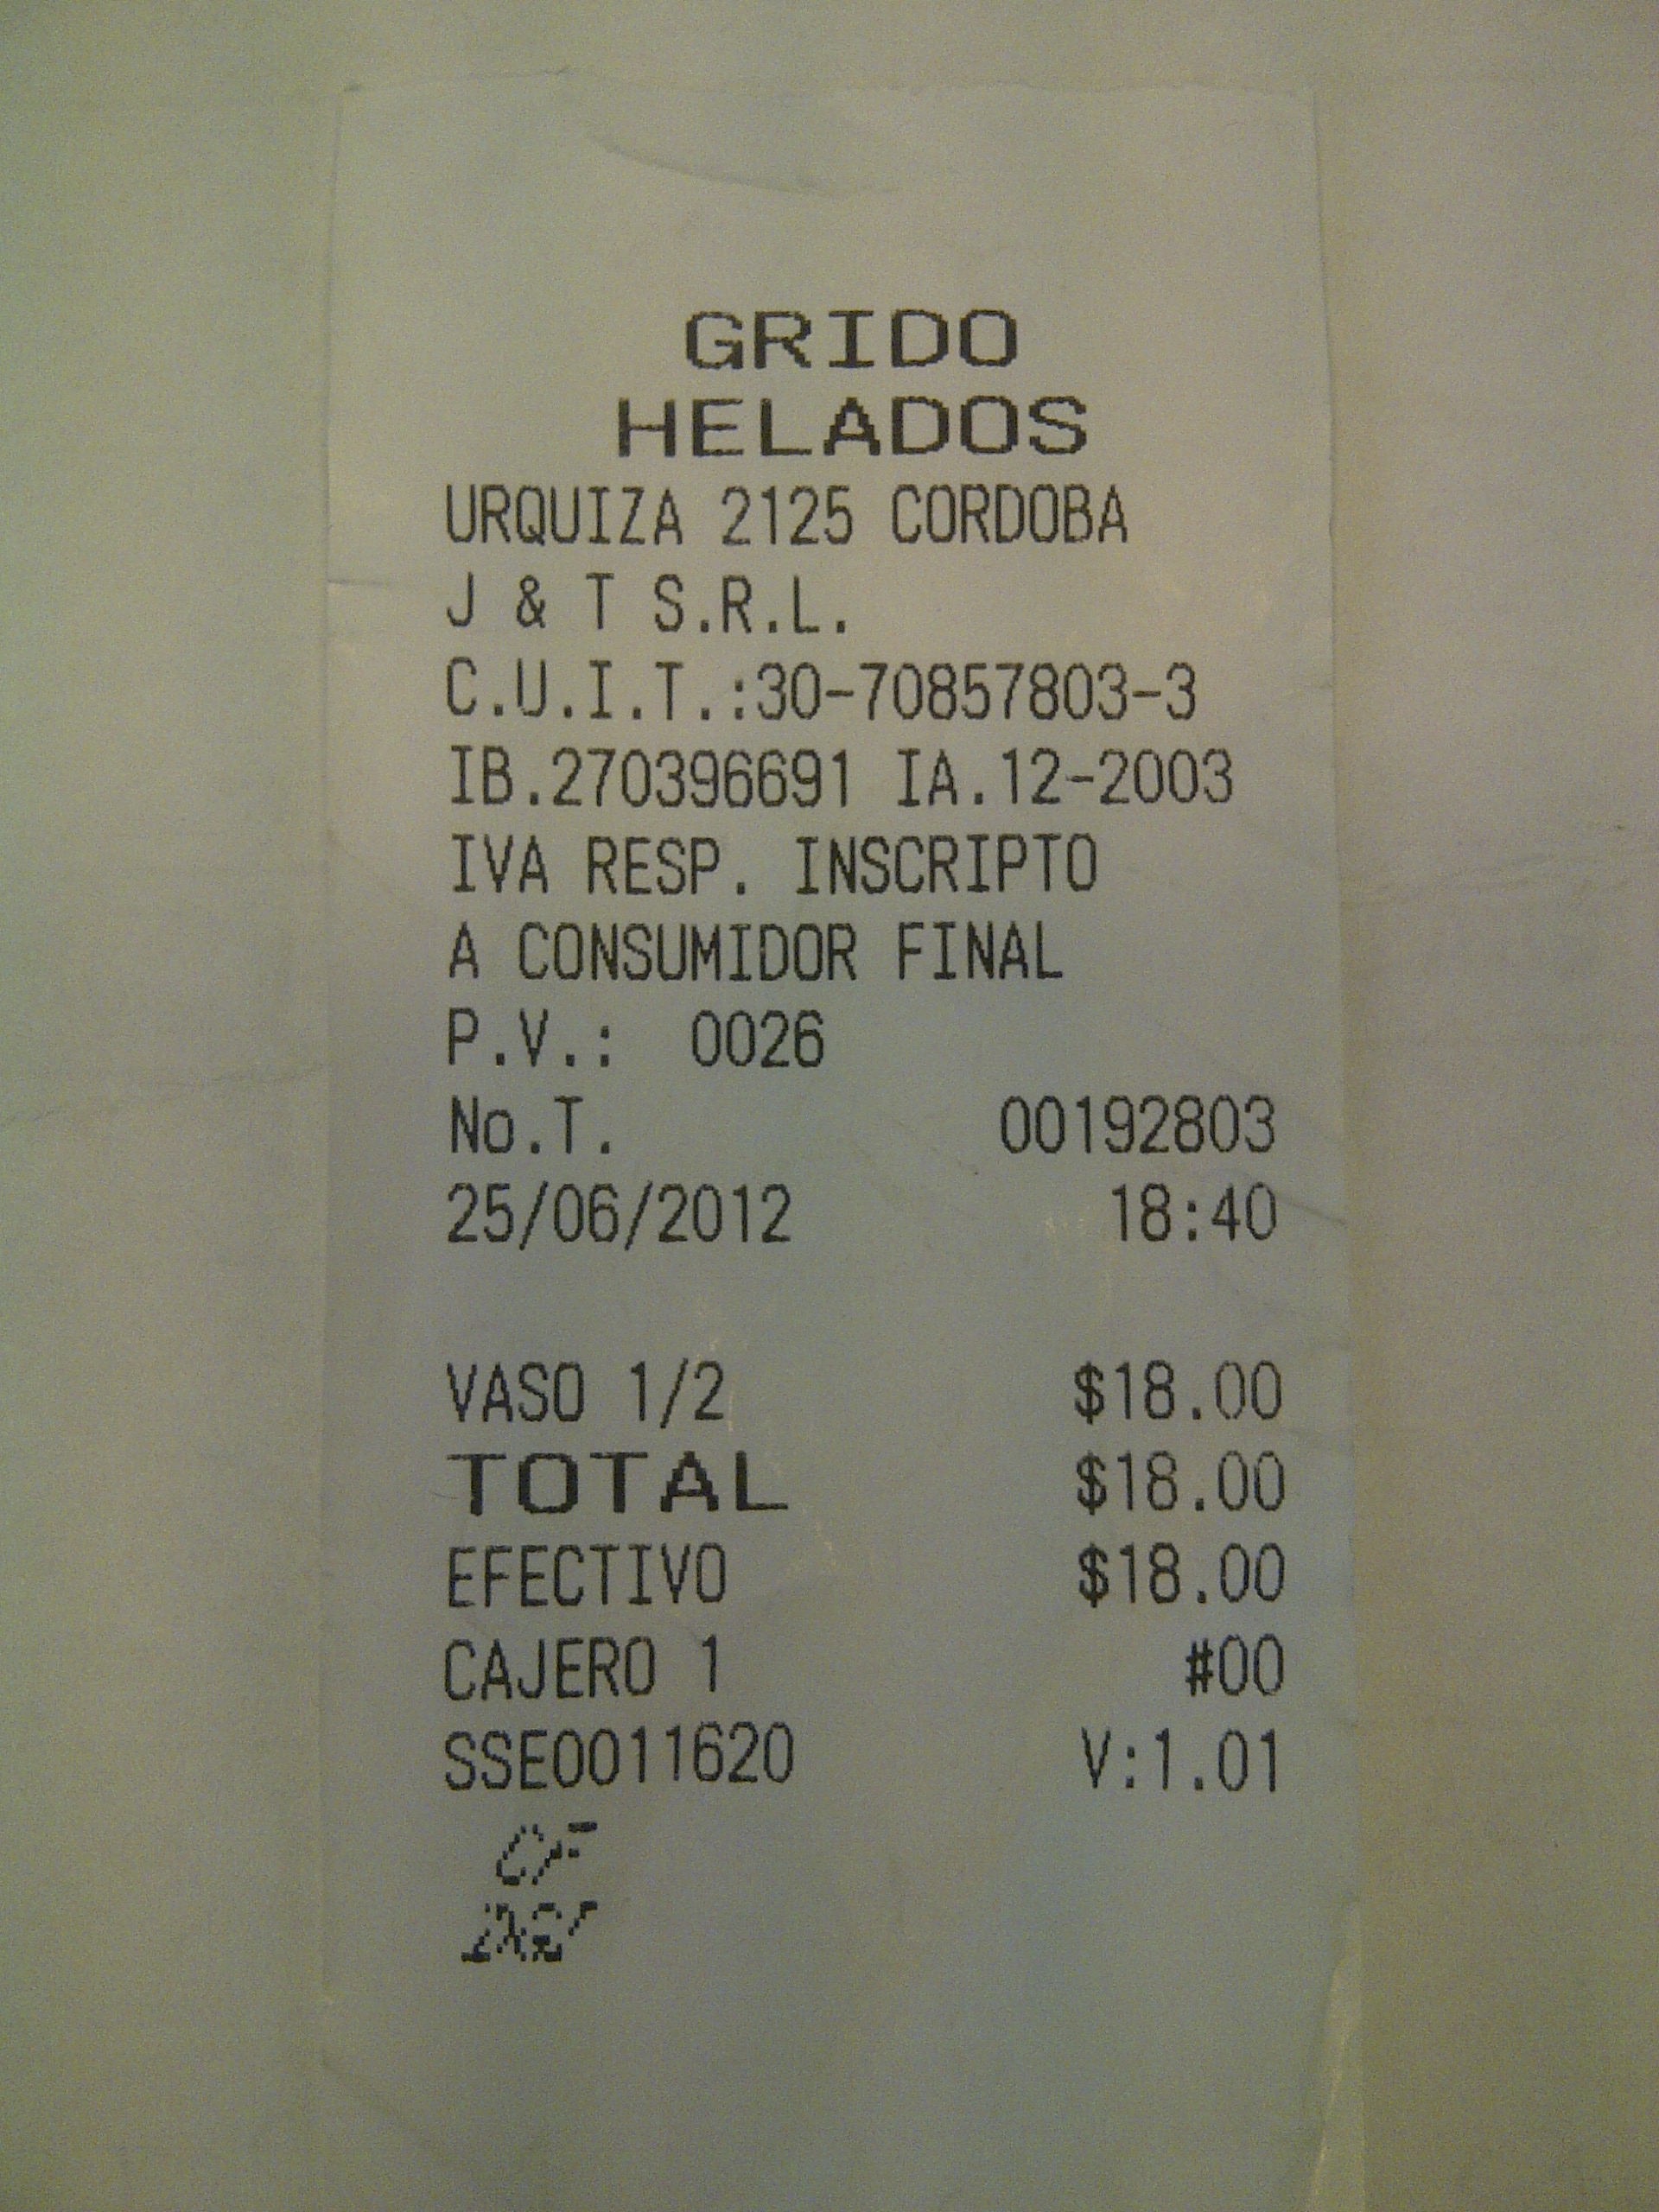 GRIDO
HELADOS
URQUIZA 2125 CORDOBA
J & T S.R.L.
C.U.I.T.:30-70857803-3
IB.270396691 IA.12-2003
IVA RESP. INSCRIPTO
A CONSUMIDOR FINAL
P.V.: 0026
No.T. 00192803
25/06/2012 18:40
VASO 1/2 $18.00
TOTAL $18.00
EFECTIVO $18.00
CAJERO 1 #00
SSE0011620 V:1.01